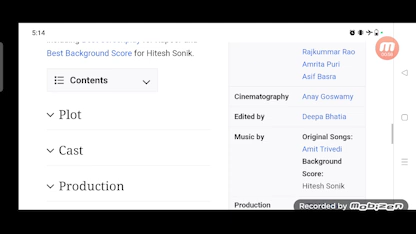 5:14
Best Background Score for Hitesh Sonik.
Contents
Plot
Cast
Production
Rajkummar Rao
Amrita Puri
Asif Basra
Cinematography Anay Goswamy
Edited by Deepa Bhatia
Music by Original Songs:
Amit Trivedi
Background
Score:
Hitesh Sonik
Production
Recorded by Mobizen